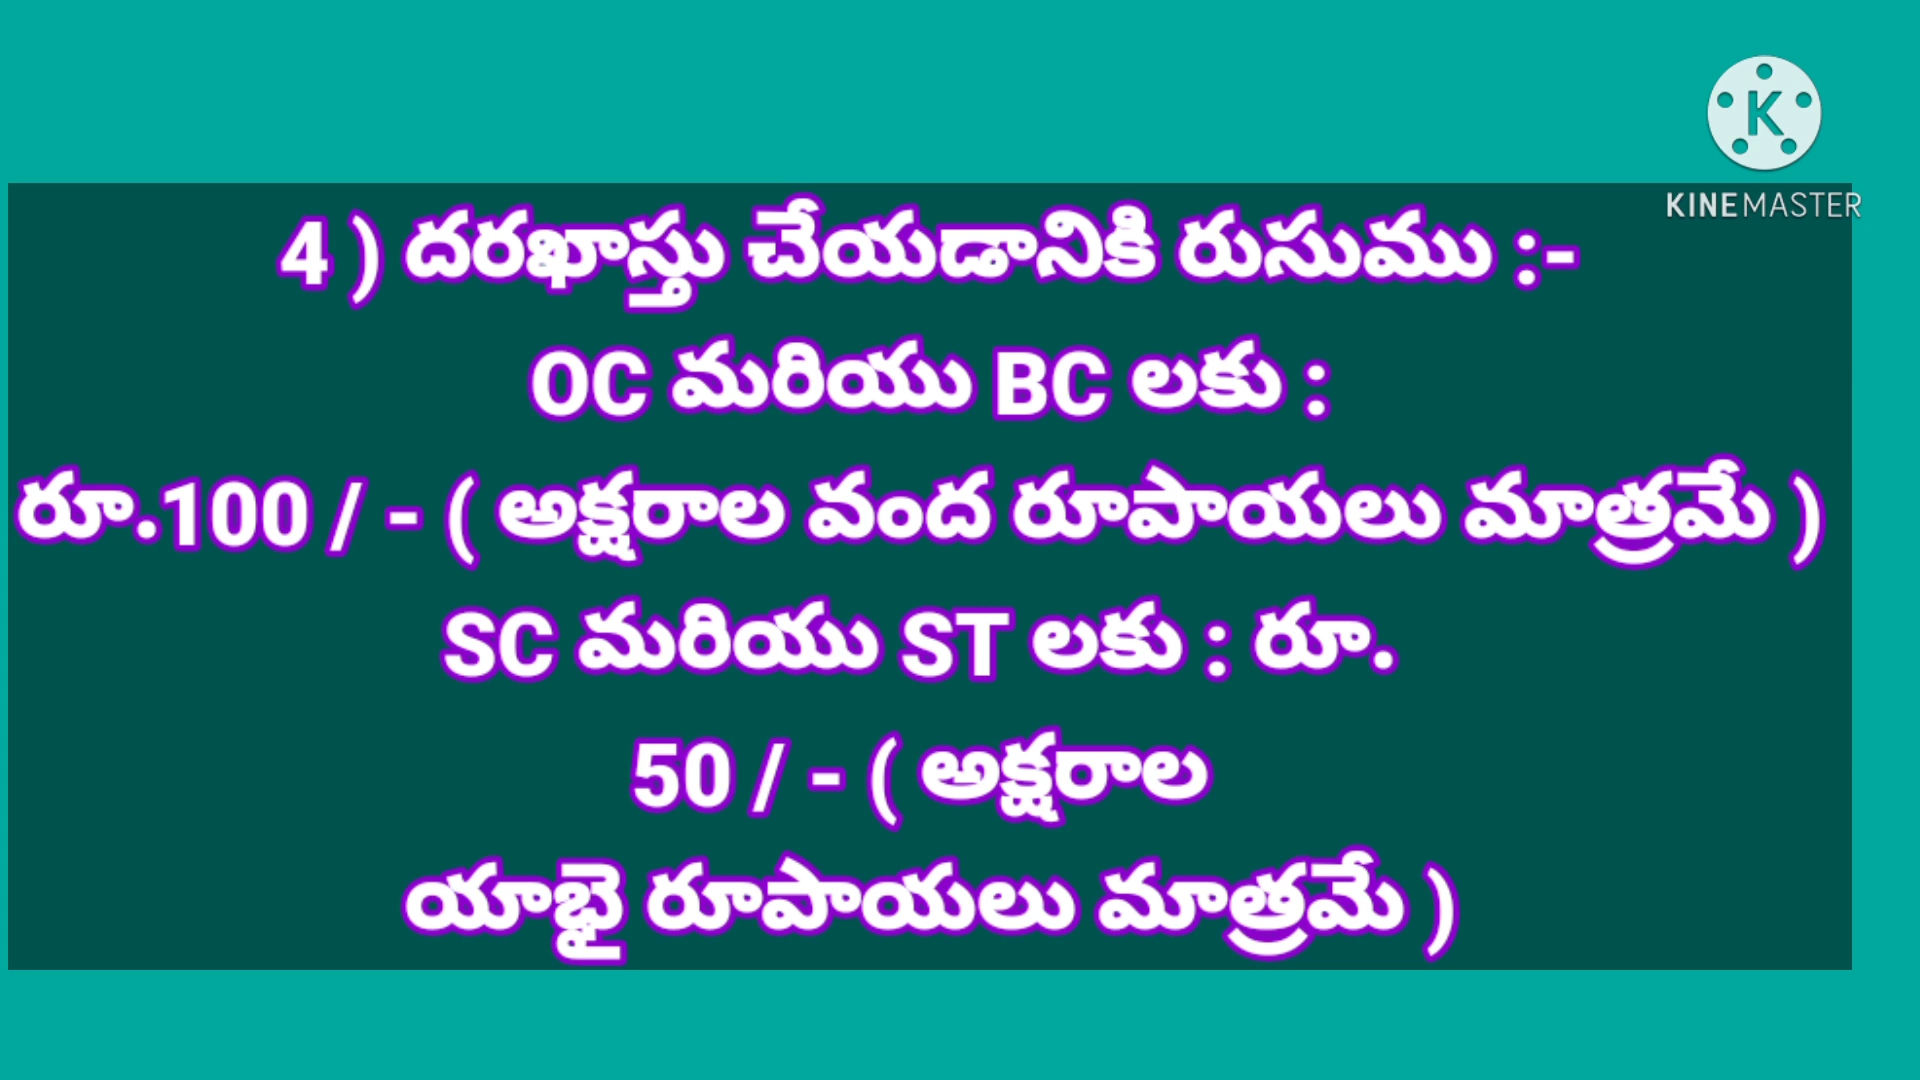 KINEMASTER
4 ) దరఖాస్తు చేయడానికి రుసుము :-
OC మరియు BC లకు :
రూ.100 / - ( అక్షరాల వంద రూపాయలు మాత్రమే )
SC మరియు ST లకు : రూ.
50 / - ( అక్షరాల
యాభై రూపాయలు మాత్రమే )